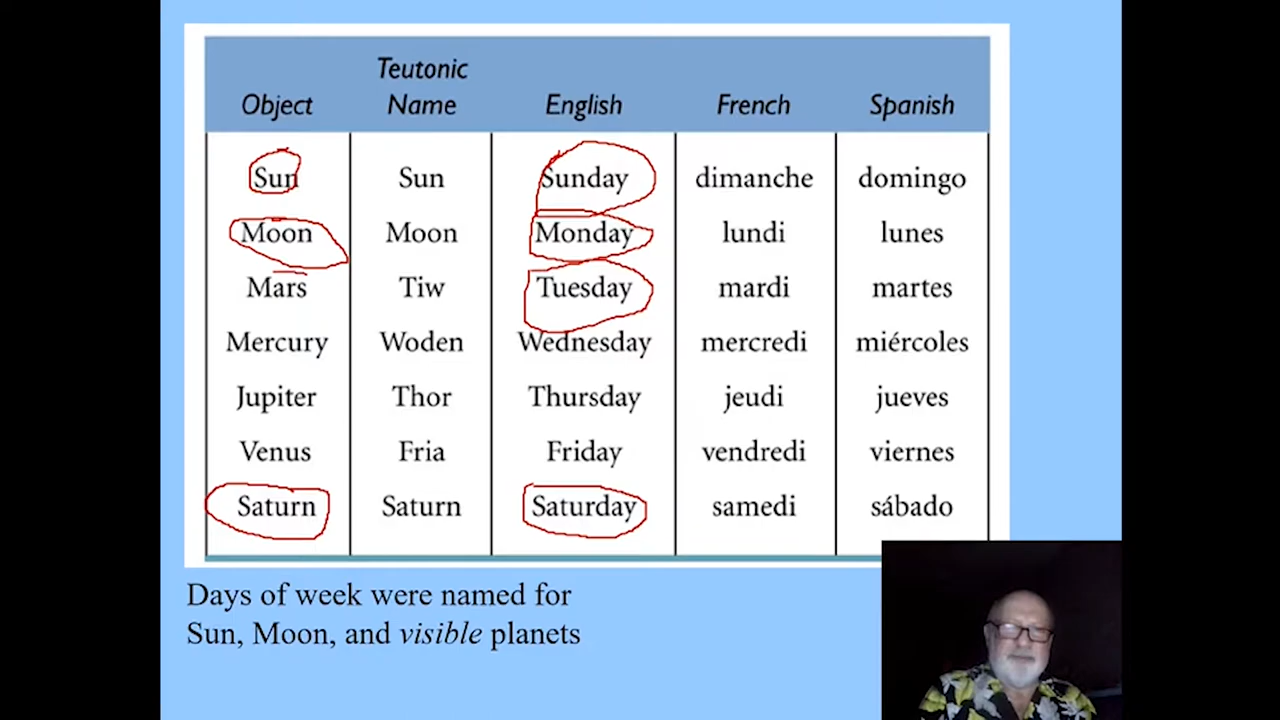 Object Teutonic Name English French Spanish
Sun Sun Sunday dimanche domingo
Moon Moon Monday lundi lunes
Mars Tiw Tuesday mardi martes
Mercury Woden Wednesday mercredi miércoles
Jupiter Thor Thursday jeudi jueves
Venus Fria Friday vendredi viernes
Saturn Saturn Saturday samedi sábado
Days of week were named for
Sun, Moon, and visible planets